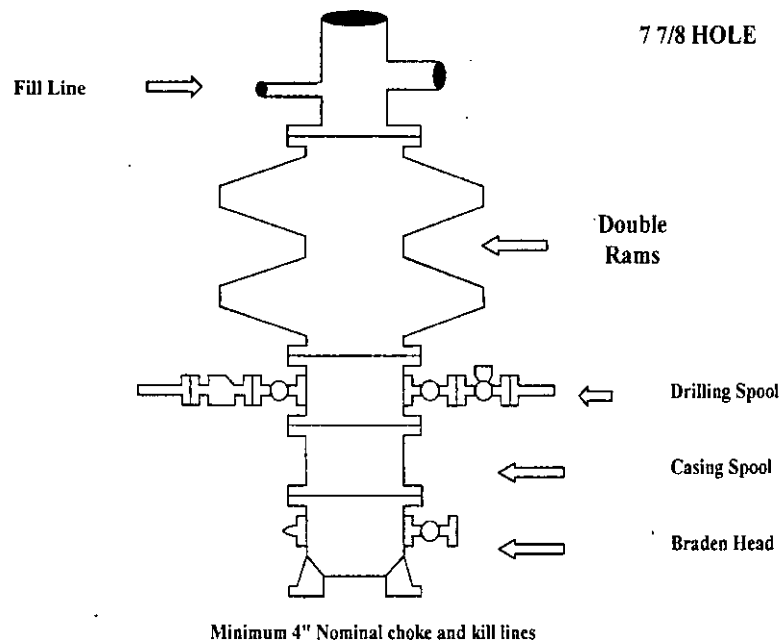 7 7/8 HOLE
Fill Line
Double
Rams
Drilling Spool
Casing Spool
Braden Head
Minimum 4" Nominal choke and kill lines